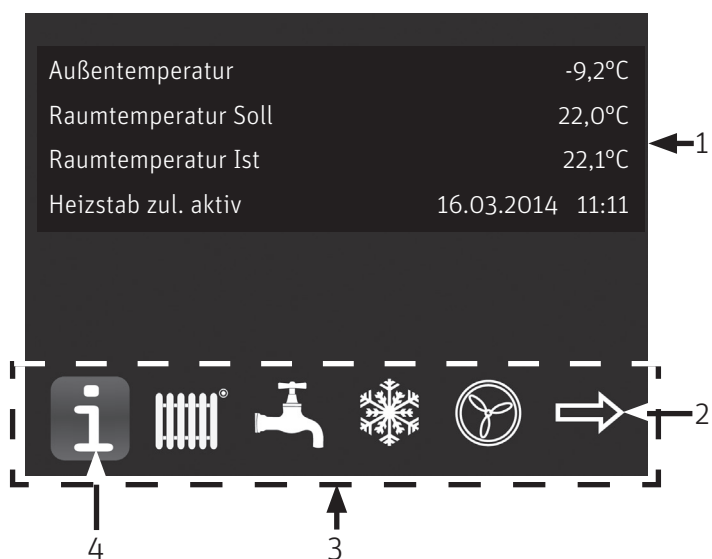 Außentemperatur -9,2°C
Raumtemperatur Soll 22,0°C
Raumtemperatur Ist 22,1°C
Heizstab zul. aktiv 16.03.2014 11:11
1
2
4 3